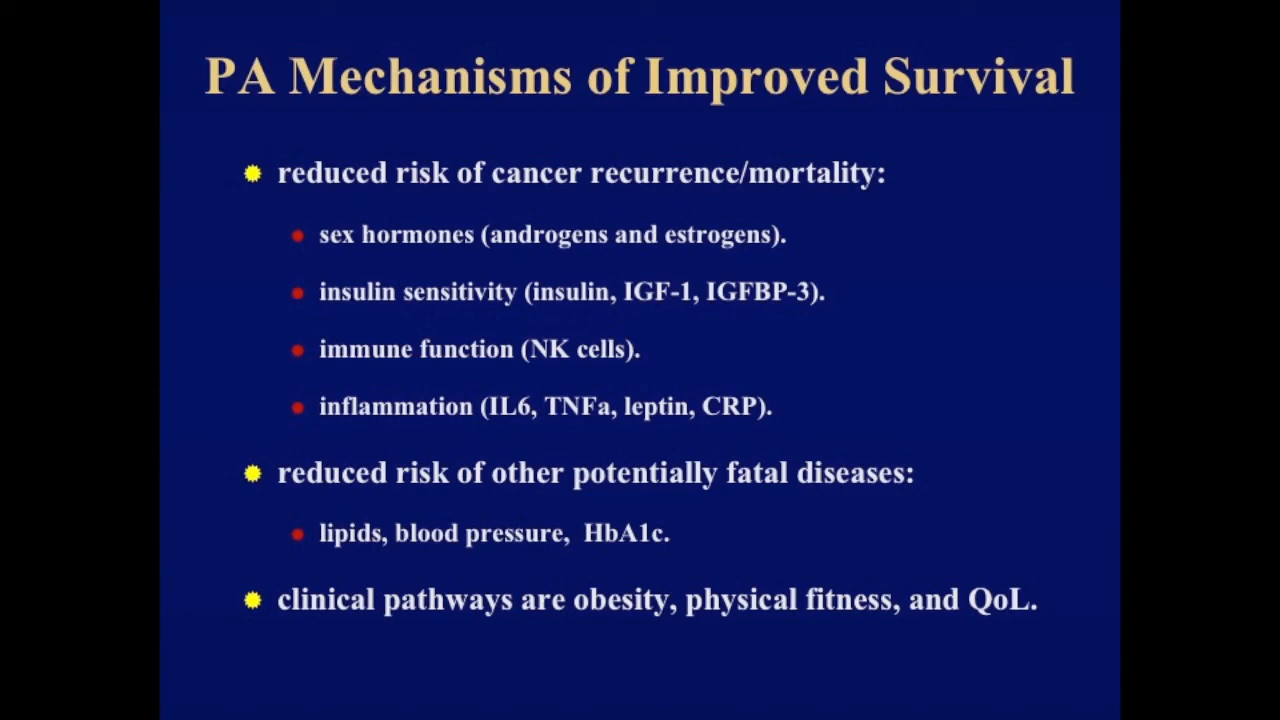 PA Mechanisms of Improved Survival
reduced risk of cancer recurrence/mortality:
sex hormones (androgens and estrogens).
insulin sensitivity (insulin, IGF-1, IGFBP-3).
immune function (NK cells).
inflammation (IL6, TNFa, leptin, CRP).
reduced risk of other potentially fatal diseases:
lipids, blood pressure,  HbA1c.
clinical pathways are obesity, physical fitness, and QoL.